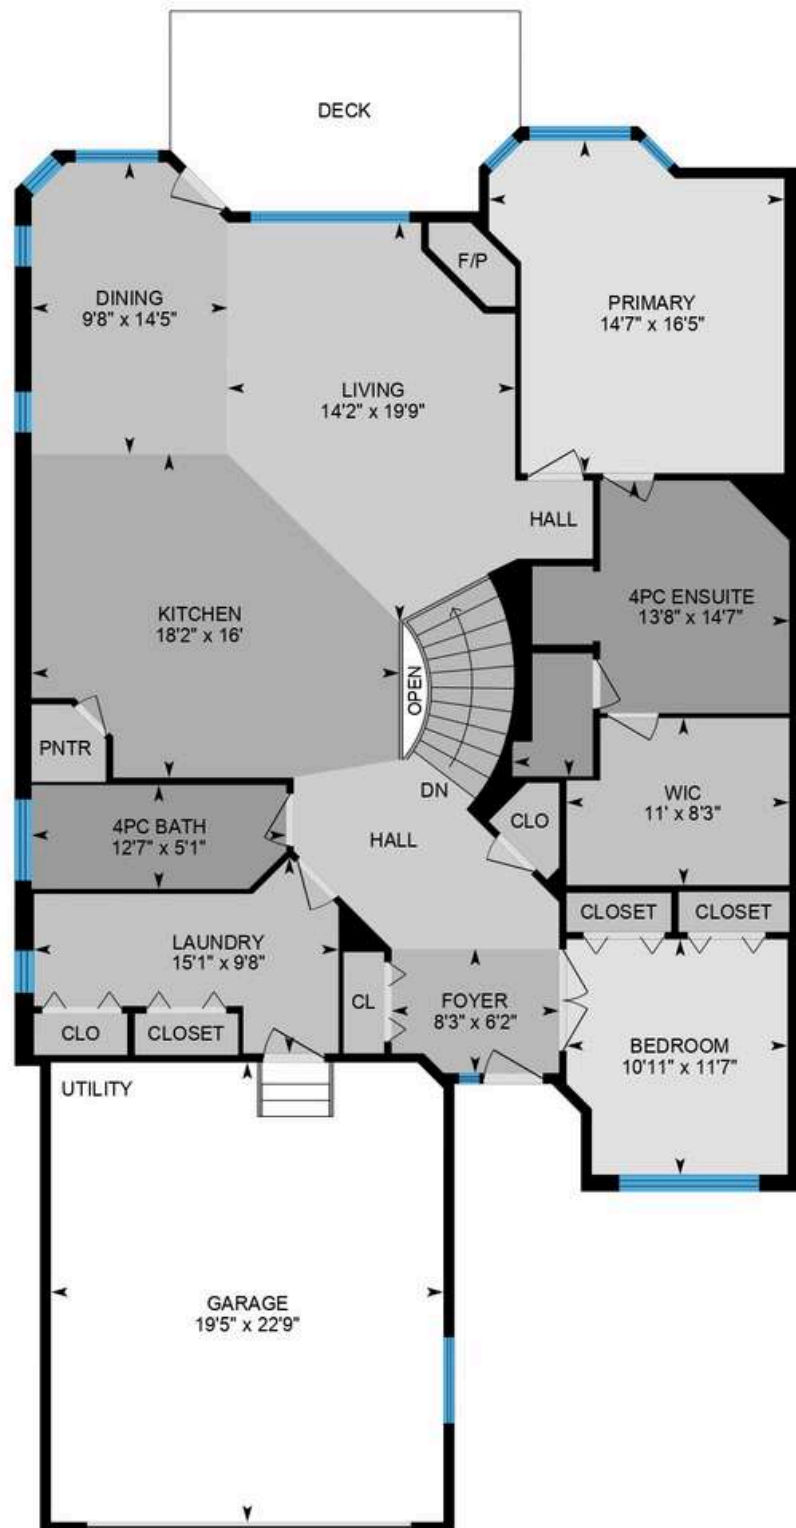 DECK
F/P
DINING
9'8" x 14'5"
PRIMARY
14'7" x 16'5"
LIVING
14'2" x 19'9"
HALL
KITCHEN
18'2" x 16'
4PC ENSUITE
13'8" x 14'7"
OPEN
PNTR
DN
WIC
11' x 8'3"
4PC BATH
12'7" x 5'1"
HALL
CLO
CLOSET
CLOSET
LAUNDRY
15'1" x 9'8"
CL
FOYER
8'3" x 6'2"
CLO
CLOSET
BEDROOM
10'11" x 11'7"
UTILITY
GARAGE
19'5" x 22'9"